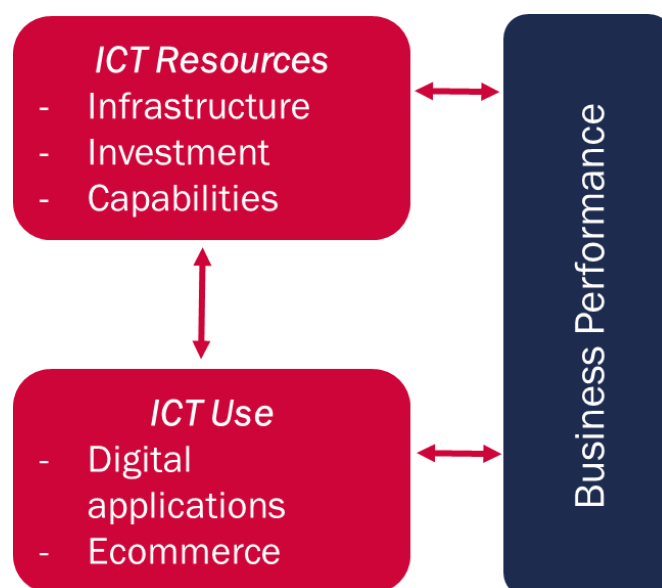 ICT Resources
- Infrastructure
- Investment
- Capabilities
ICT Use
- Digital
applications
- Ecommerce
Business Performance